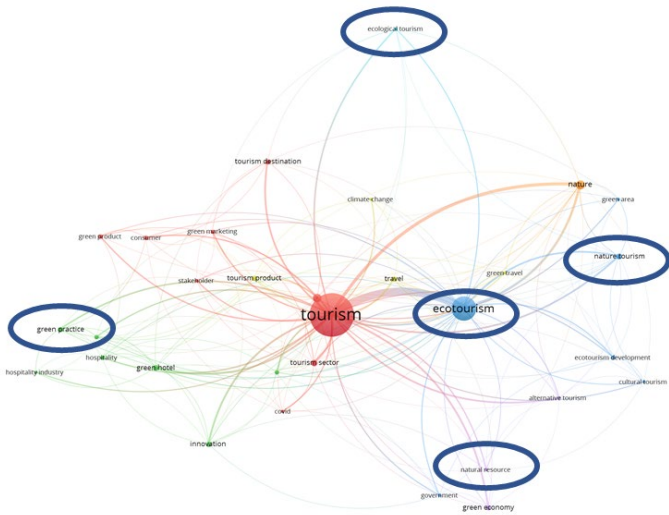 ecological tourism
tourism destination
nature
climate change
green area
green product
consumer
green marketing
nature tourism
stakeholder
tourism product
travel
green travel
tourism
ecotourism
green practice
hospitality
ecotourism development
hospitality industry
green hotel
tourism sector
cultural tourism
alternative tourism
covid
innovation
natural resource
government
green economy